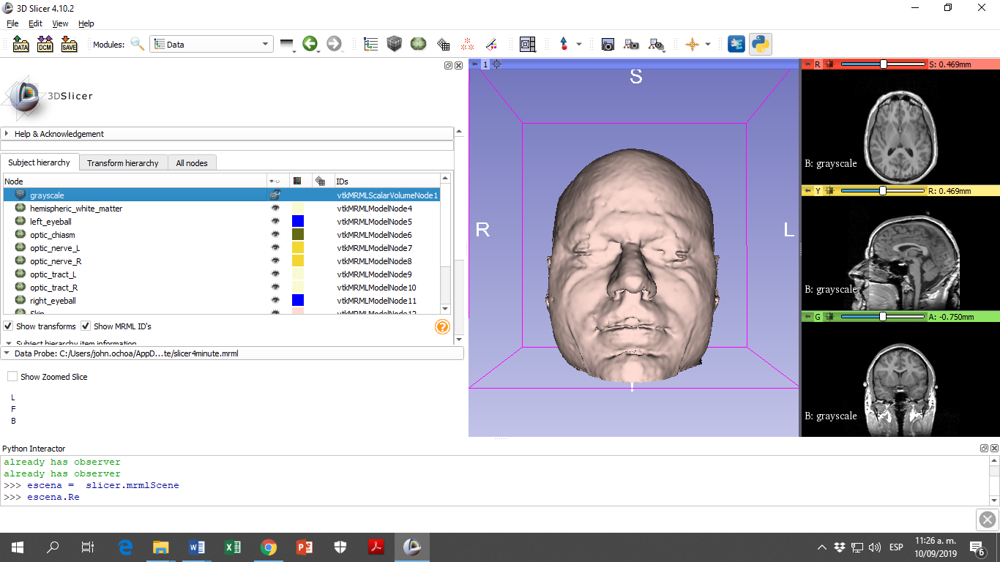 3D Slicer 4.10.2
File Edit View Help
DATA DCM SAVE Modules: Data
3DSlicer
Help & Acknowledgement
Subject hierarchy Transform hierarchy All nodes
Node IDs
grayscale vtkMRMLScalarVolumeNode1
hemispheric_white_matter vtkMRMLModelNode4
left_eyeball vtkMRMLModelNode5
optic_chiasm vtkMRMLModelNode6
optic_nerve_L vtkMRMLModelNode7
optic_nerve_R vtkMRMLModelNode8
optic_tract_L vtkMRMLModelNode9
optic_tract_R vtkMRMLModelNode10
right_eyeball vtkMRMLModelNode11
Skin vtkMRMLModelNode12
Show transforms Show MRML ID's
Subject hierarchy item information
Data Probe: C:/Users/john.ochoa/AppD...te/slicer4minute.mrml
Show Zoomed Slice
L
F
B
1
S
R L
I
R S: 0.469mm
B: grayscale
Y R: 0.469mm
B: grayscale
G A: -0.750mm
B: grayscale
Python Interactor
already has observer
already has observer
>>> escena =  slicer.mrmlScene
>>> escena.Re
ESP
11:26 a. m.
10/09/2019
6